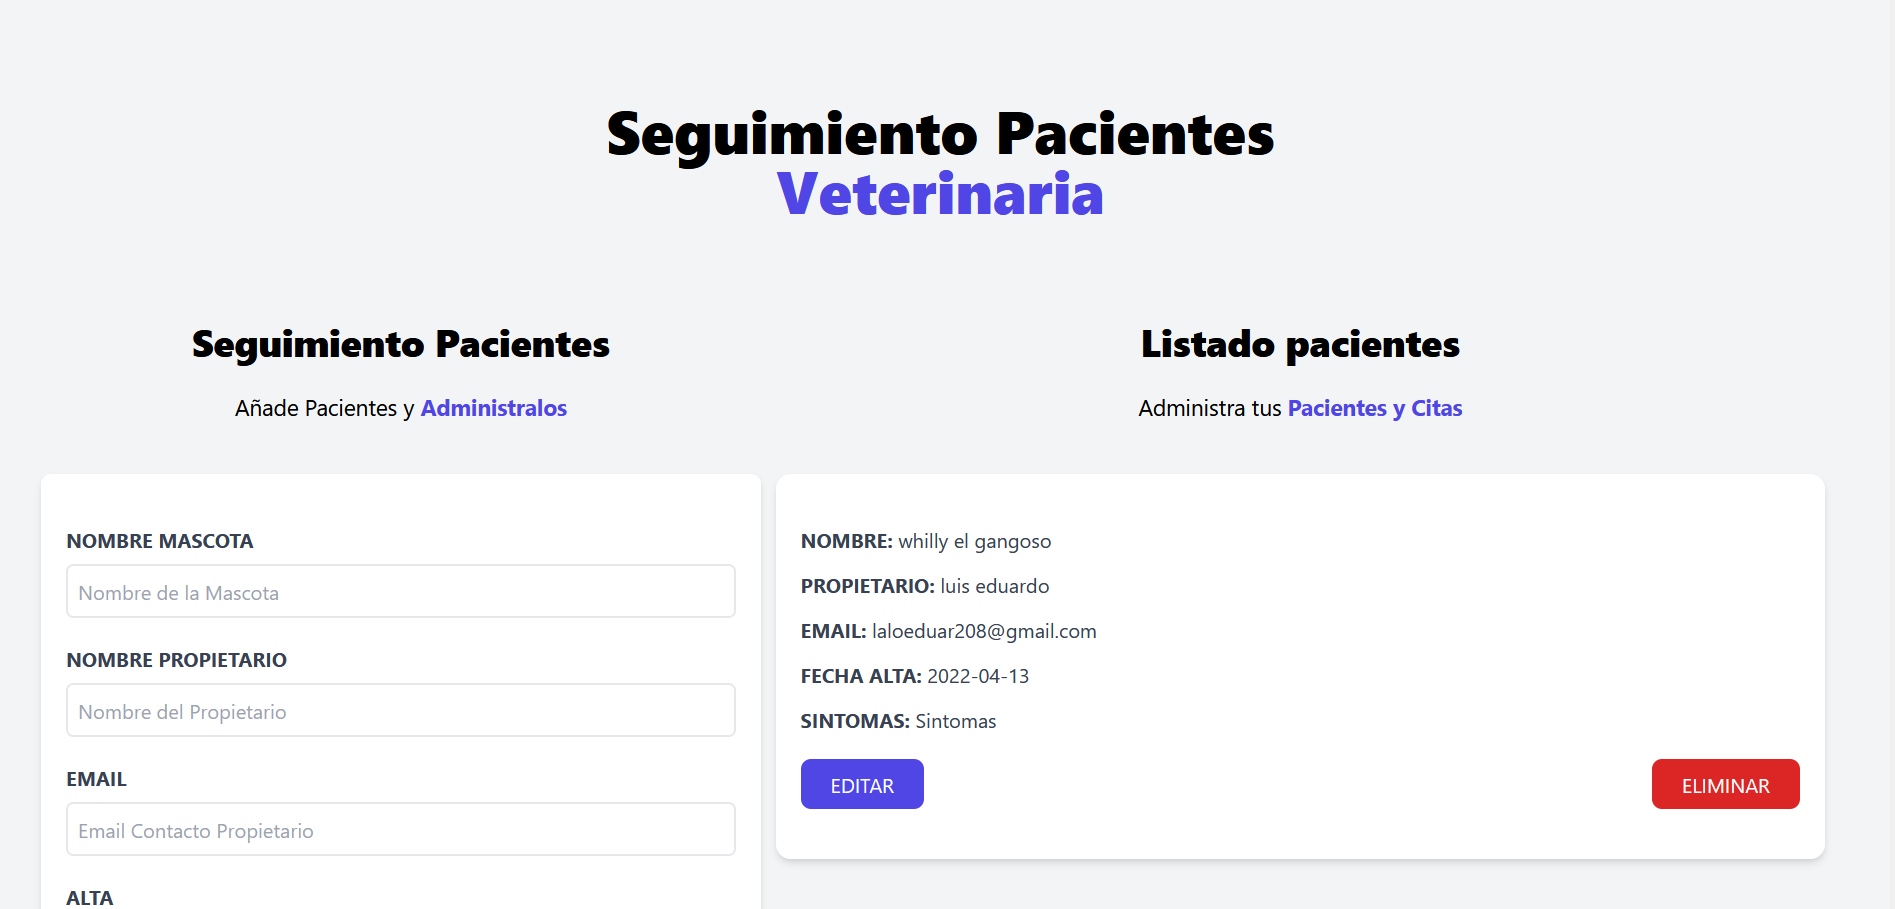 Seguimiento Pacientes
Veterinaria
Seguimiento Pacientes
Añade Pacientes y Administralos
NOMBRE MASCOTA
Nombre de la Mascota
NOMBRE PROPIETARIO
Nombre del Propietario
EMAIL
Email Contacto Propietario
ALTA
Listado pacientes
Administra tus Pacientes y Citas
NOMBRE: whilly el gangoso
PROPIETARIO: luis eduardo
EMAIL: laloeduar208@gmail.com
FECHA ALTA: 2022-04-13
SINTOMAS: Sintomas
EDITAR
ELIMINAR